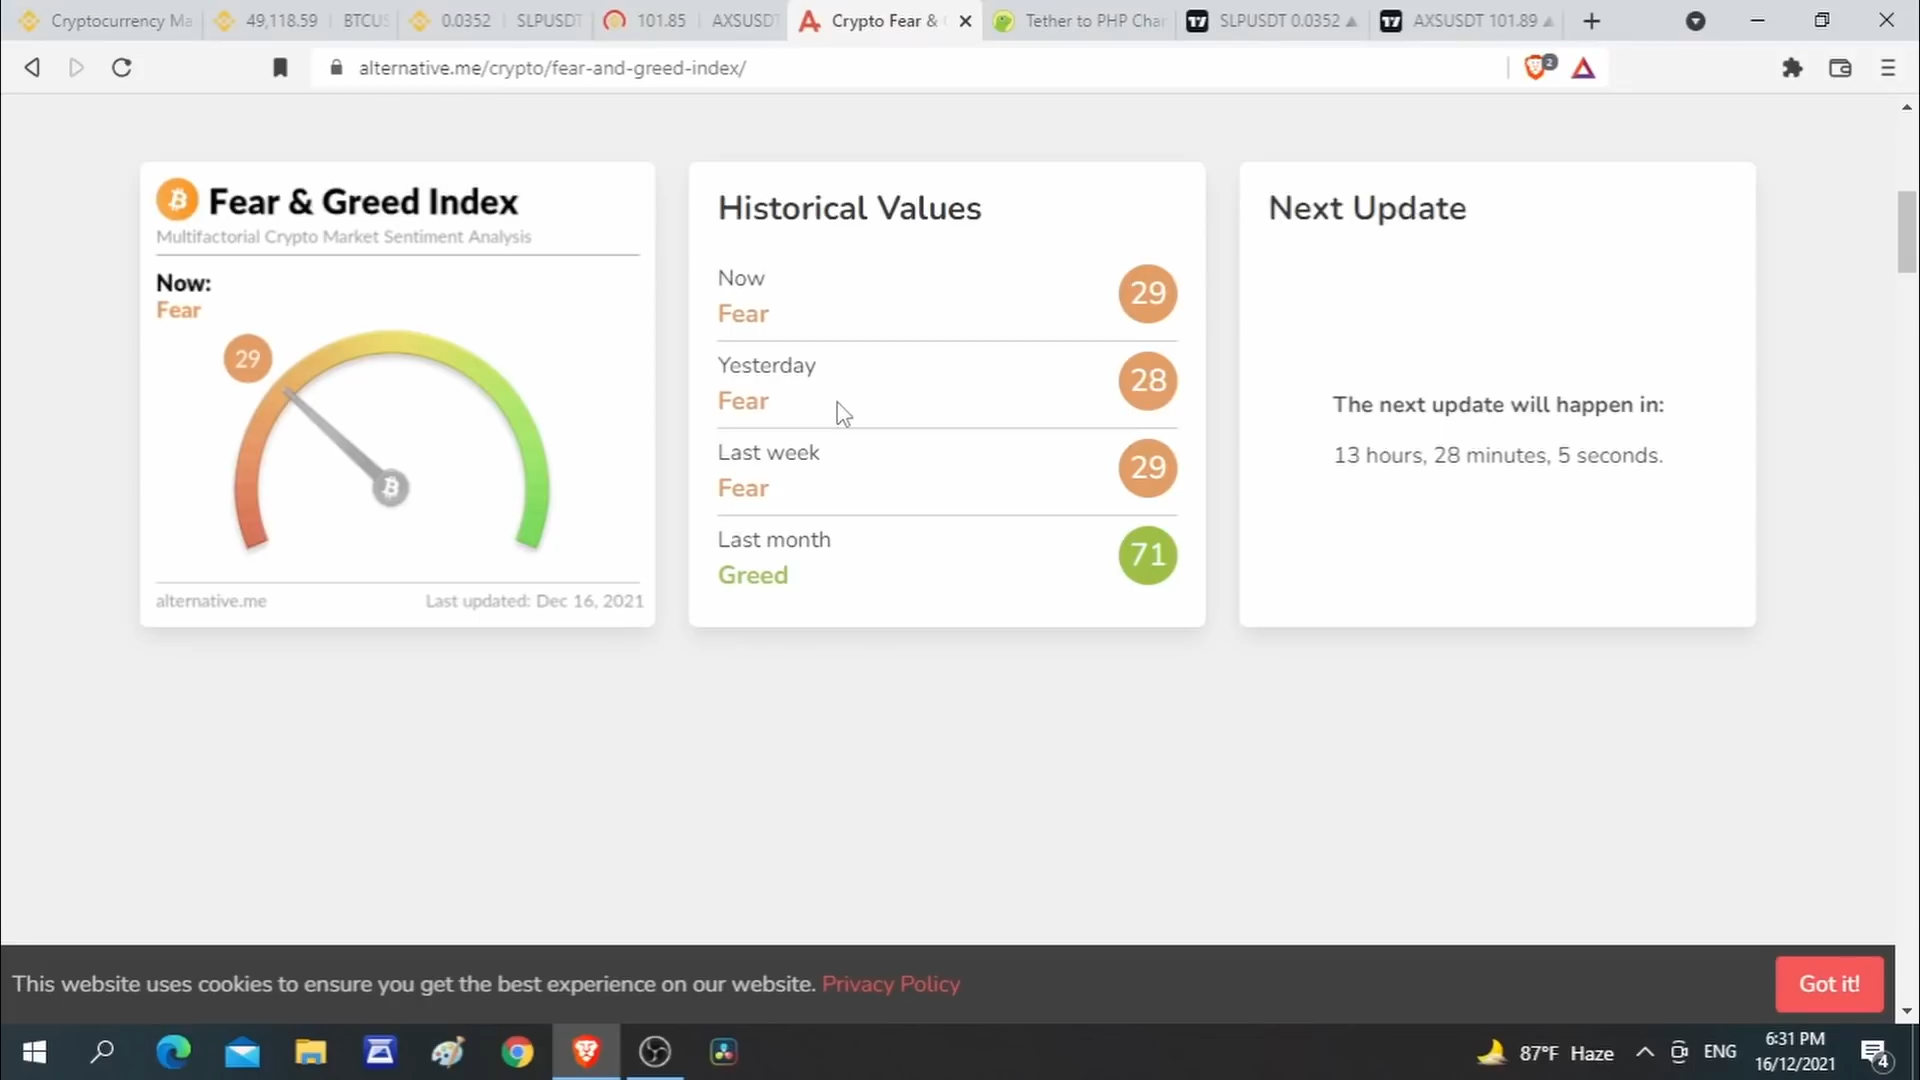 Cryptocurrency Ma
49,118.59 BTCUS
0.0352 SLPUSDT
101.85 AXSUSDT
Crypto Fear &
Tether to PHP Char
SLPUSDT 0.0352 ▲
AXSUSDT 101.89 ▲
alternative.me/crypto/fear-and-greed-index/
2
Fear & Greed Index
Multifactorial Crypto Market Sentiment Analysis
Now:
Fear
29
alternative.me
Last updated: Dec 16, 2021
Historical Values
Now
Fear
29
Yesterday
Fear
28
Last week
Fear
29
Last month
Greed
71
Next Update
The next update will happen in:
13 hours, 28 minutes, 5 seconds.
This website uses cookies to ensure you get the best experience on our website. Privacy Policy
Got it!
87°F Haze
ENG
6:31 PM
16/12/2021
4